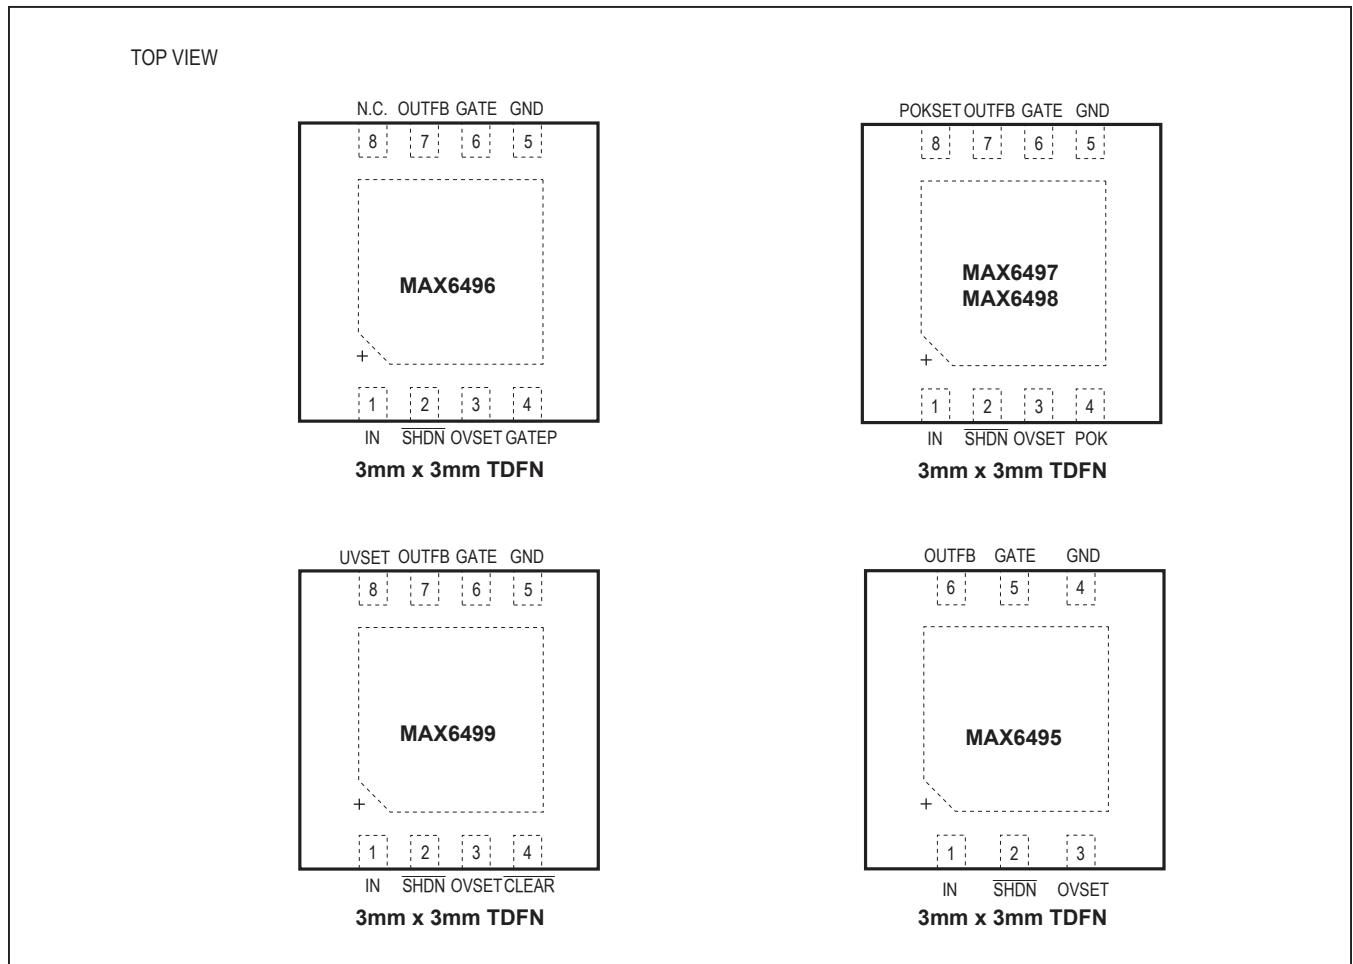 TOP VIEW
N.C. OUTFB GATE GND
8 7 6 5
MAX6496
+
1 2 3 4
IN SHDN OVSET GATEP
3mm x 3mm TDFN
POKSET OUTFB GATE GND
8 7 6 5
MAX6497
MAX6498
+
1 2 3 4
IN SHDN OVSET POK
3mm x 3mm TDFN
UVSET OUTFB GATE GND
8 7 6 5
MAX6499
+
1 2 3 4
IN SHDN OVSET CLEAR
3mm x 3mm TDFN
OUTFB GATE GND
6 5 4
MAX6495
+
1 2 3
IN SHDN OVSET
3mm x 3mm TDFN